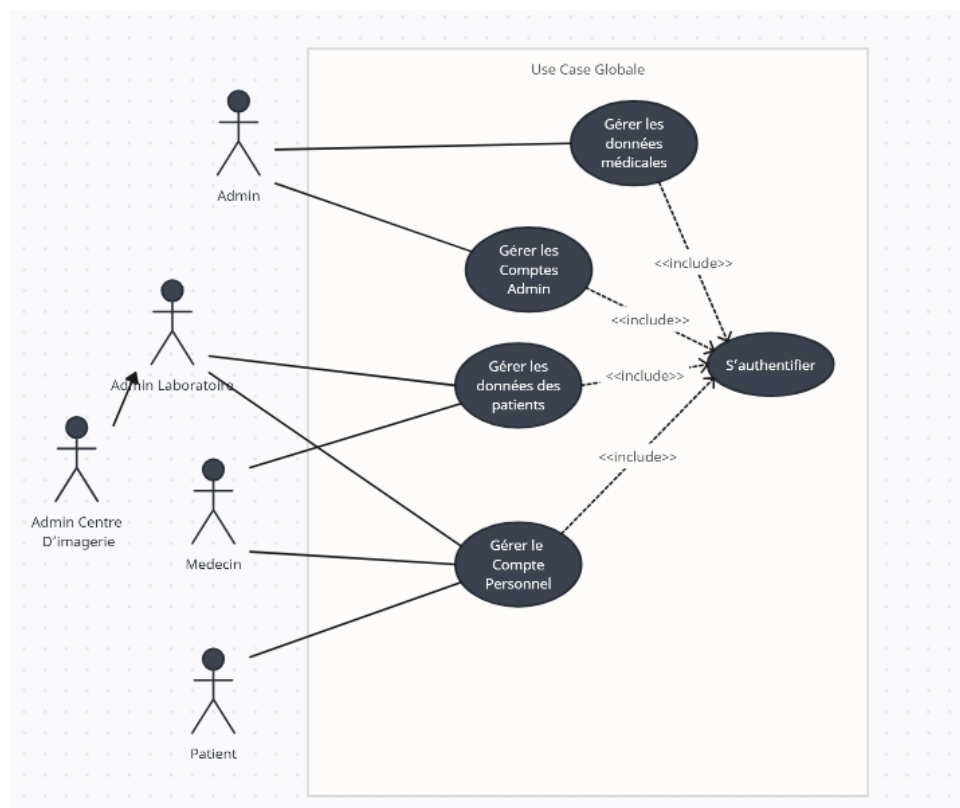 Use Case Globale
Gérer les
données
médicales
Admin
<<include>>
Gérer les
Comptes
Admin
<<include>>
S'authentifier
Gérer les
données des
patients
<<include>>
Admin Laboratoire
<<include>>
Admin Centre
D'imagerie
Medecin
Gérer le
Compte
Personnel
Patient